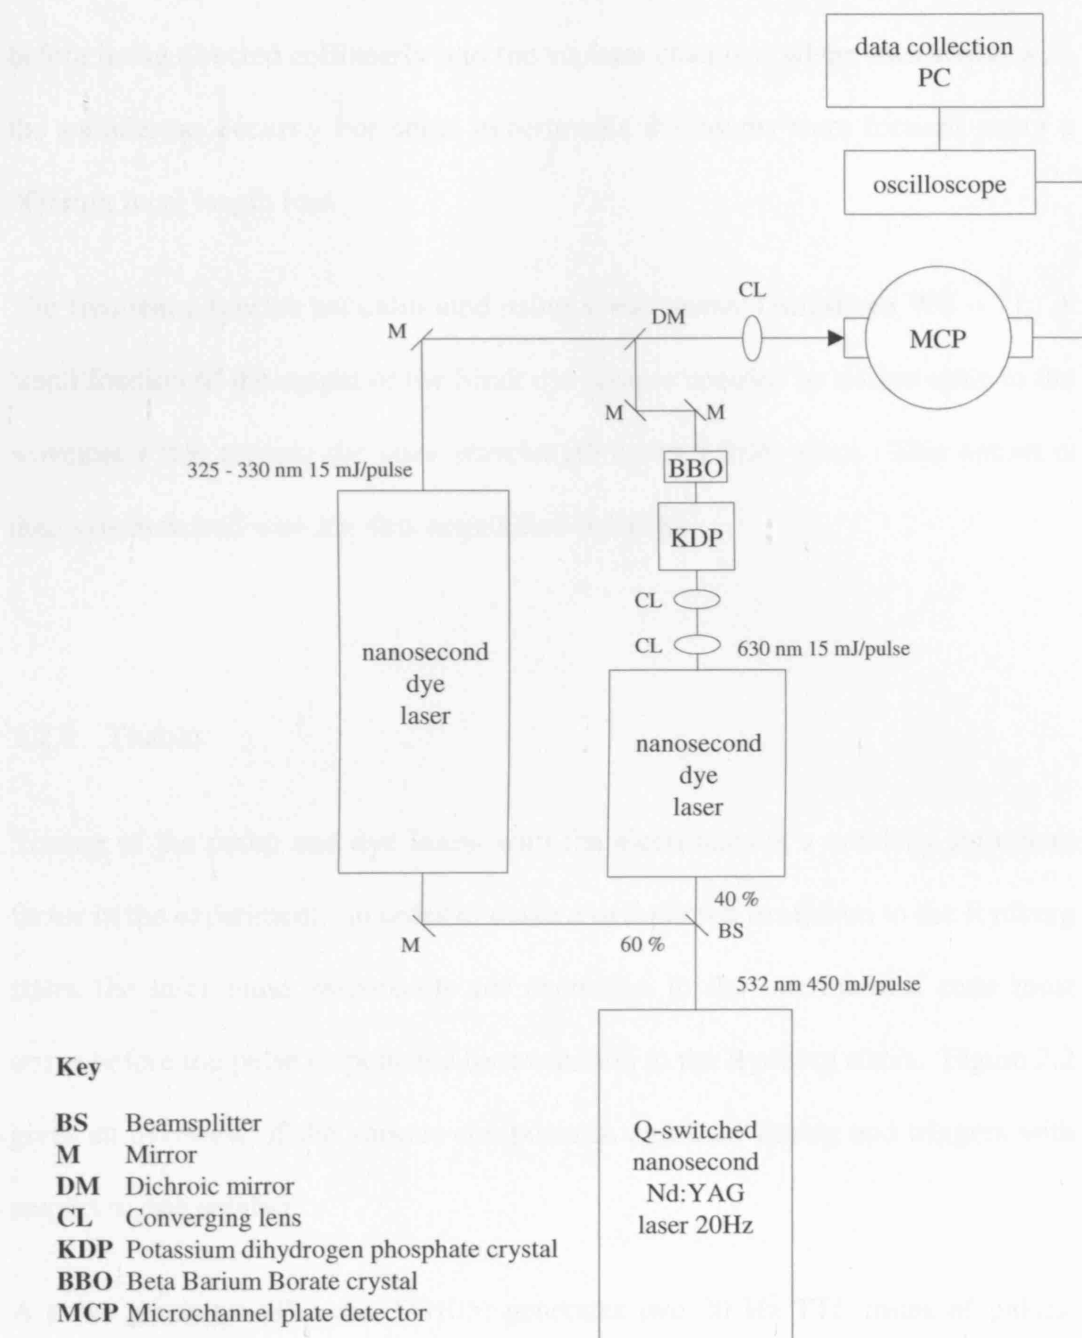 data collection
PC
oscilloscope
CL
DM
M
MCP
M
M
BBO
325 - 330 nm 15 mJ/pulse
KDP
CL
CL
630 nm 15 mJ/pulse
nanosecond
dye
laser
nanosecond
dye
laser
40 %
BS
M
60 %
532 nm 450 mJ/pulse
Key
BS Beamsplitter
M Mirror
DM Dichroic mirror
CL Converging lens
KDP Potassium dihydrogen phosphate crystal
BBO Beta Barium Borate crystal
MCP Microchannel plate detector
Q-switched
nanosecond
Nd:YAG
laser 20Hz